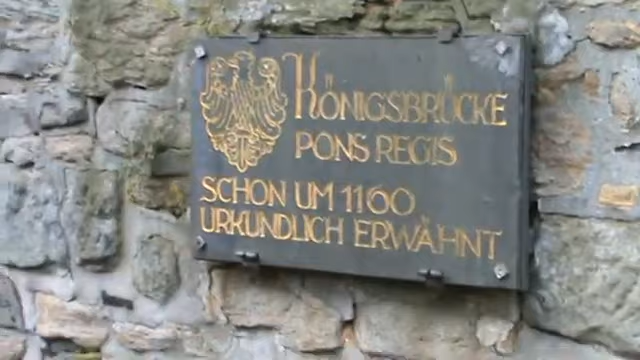 KÖNIGSBRÜCKE
PONS REGIS
SCHON UM 1160
URKUNDLICH ERWÄHNT